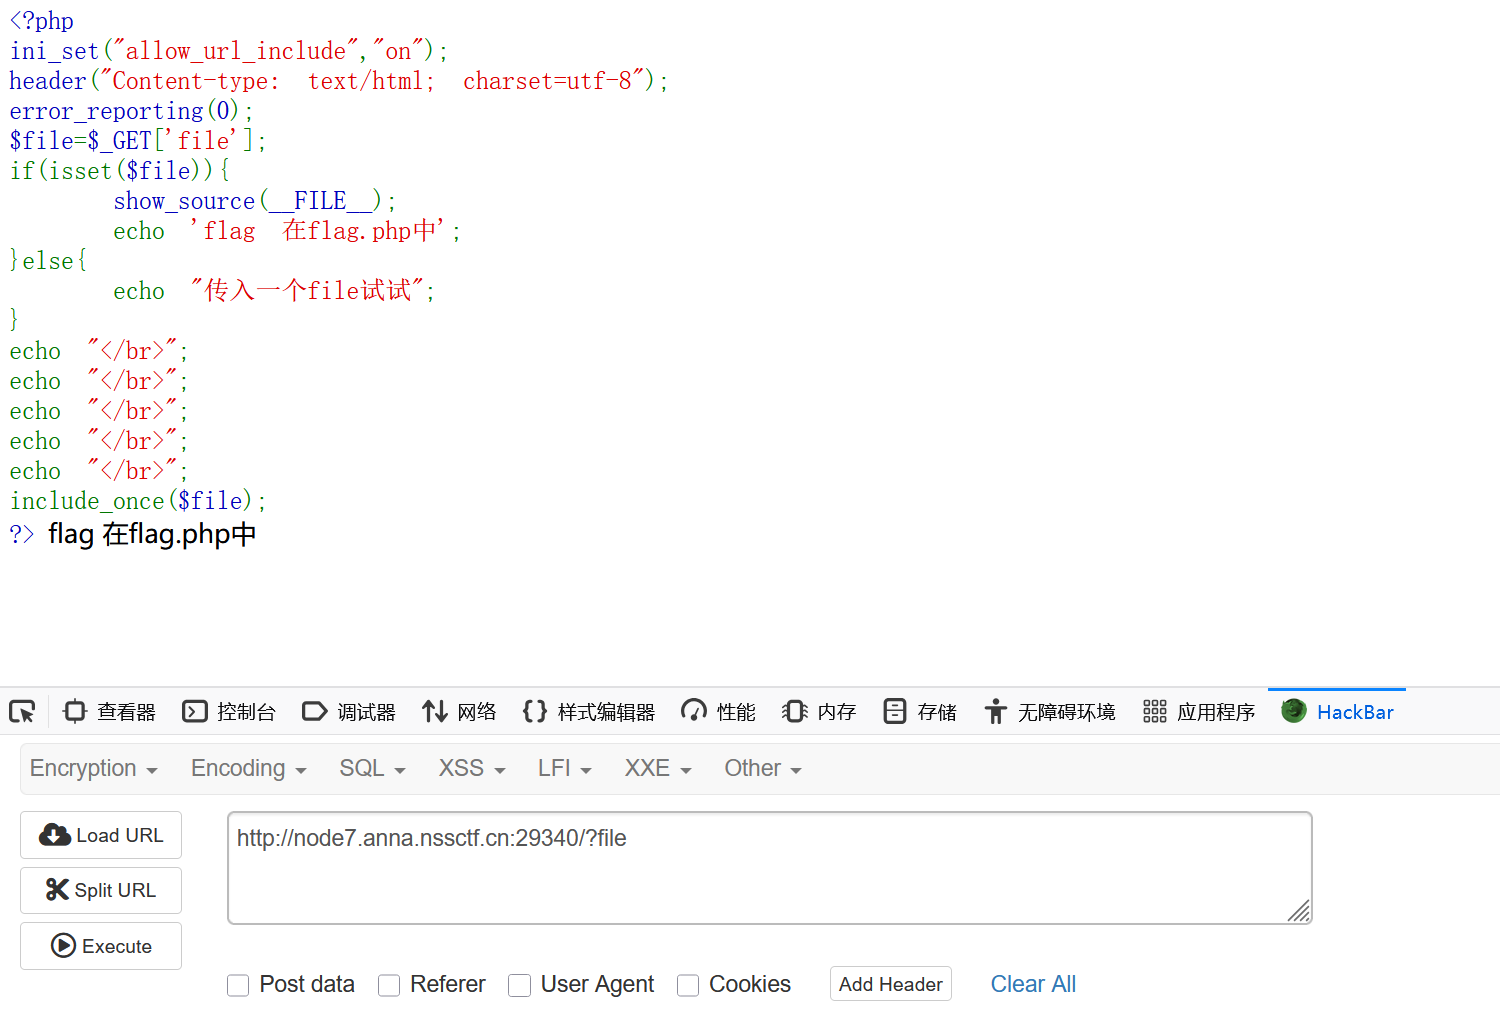 <?php
ini_set("allow_url_include","on");
header("Content-type: text/html; charset=utf-8");
error_reporting(0);
$file=$_GET['file'];
if(isset($file)){
show_source(__FILE__);
echo 'flag 在flag.php中';
}else{
echo "传入一个file试试";
}
echo "</br>";
echo "</br>";
echo "</br>";
echo "</br>";
echo "</br>";
include_once($file);
?> flag 在flag.php中
查看器 控制台 调试器 网络 样式编辑器 性能 内存 存储 无障碍环境 应用程序 HackBar
Encryption Encoding SQL XSS LFI XXE Other
Load URL
http://node7.anna.nssctf.cn:29340/?file
Split URL
Execute
Post data Referer User Agent Cookies Add Header Clear All